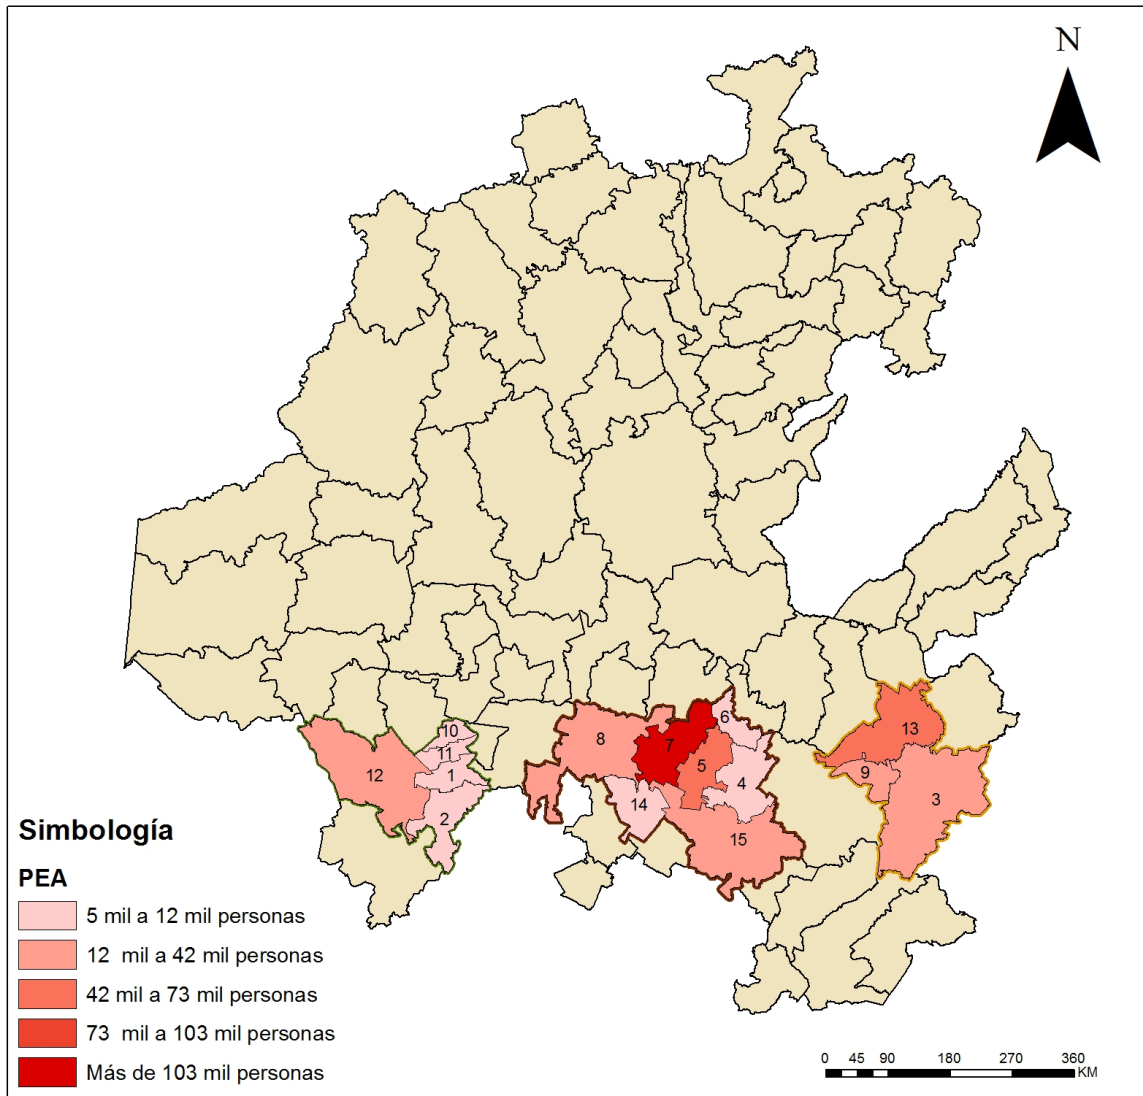 N
6
10
8
7
13
11
5
12
1
9
4
3
14
2
15
Simbología
PEA
5 mil a 12 mil personas
12  mil a 42 mil personas
42 mil a 73 mil personas
73  mil a 103 mil personas
Más de 103 mil personas
0 45 90 180 270 360
KM